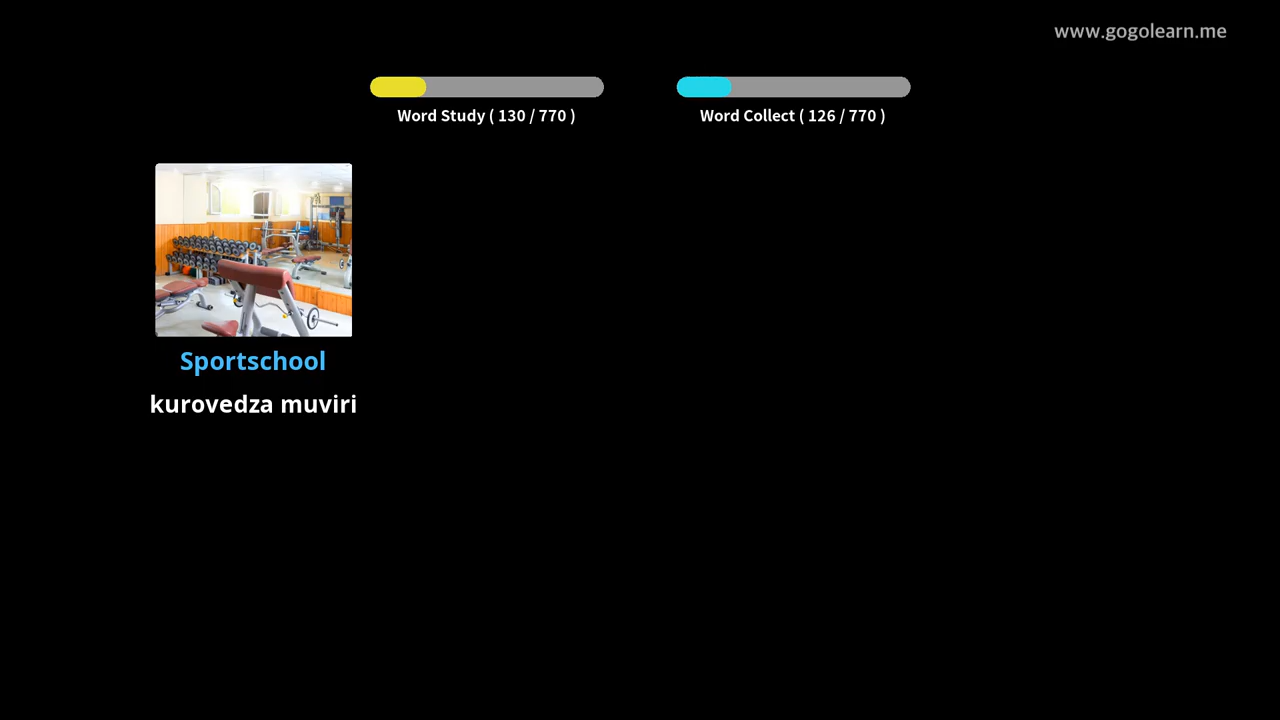 www.gogolearn.me
Word Study ( 130 / 770 )
Word Collect ( 126 / 770 )
Sportschool
kurovedza muviri